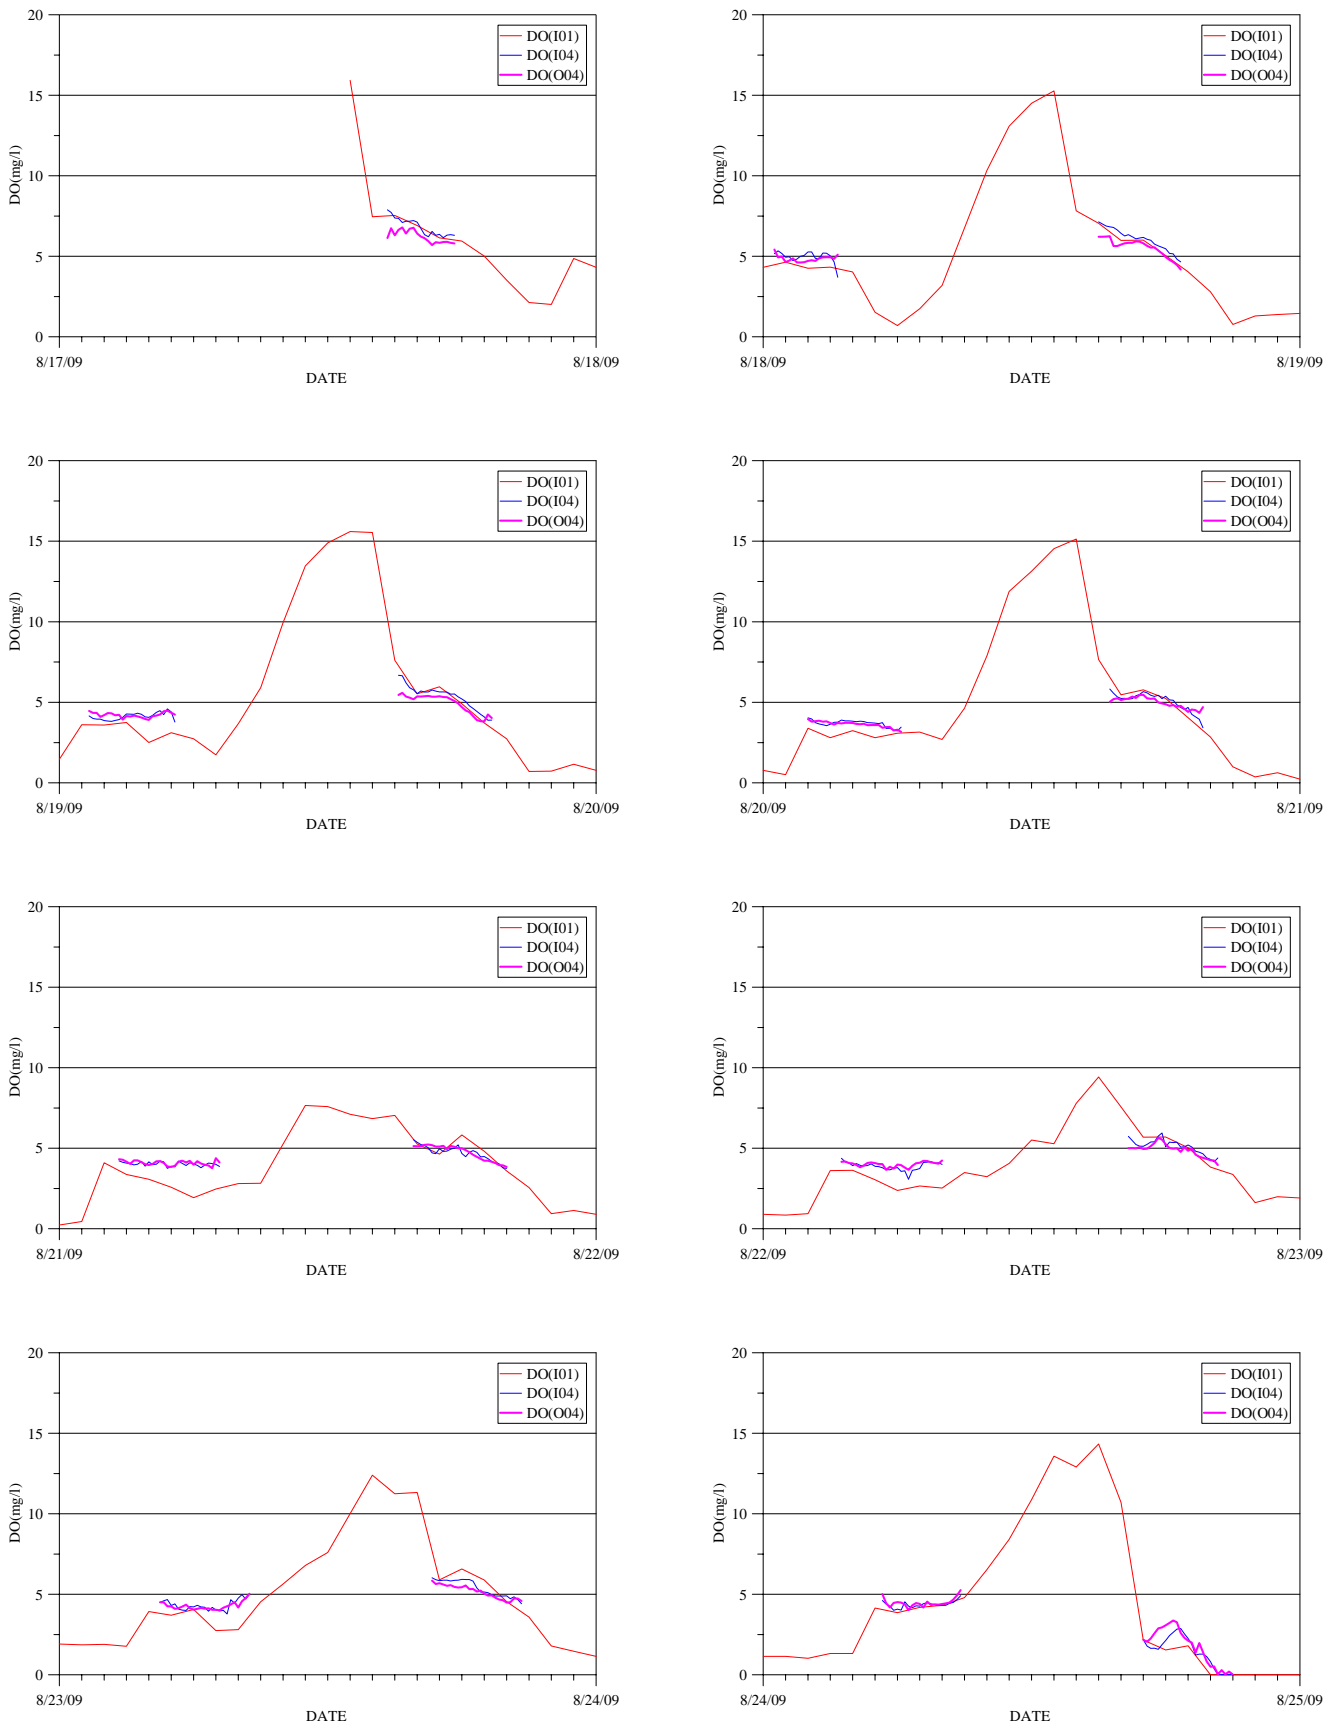 20
15
10
5
0
DO(mg/l)
DO(I01)
DO(I04)
DO(O04)
8/17/09
8/18/09
DATE
20
15
10
5
0
DO(mg/l)
DO(I01)
DO(I04)
DO(O04)
8/18/09
8/19/09
DATE
20
15
10
5
0
DO(mg/l)
DO(I01)
DO(I04)
DO(O04)
8/19/09
8/20/09
DATE
20
15
10
5
0
DO(mg/l)
DO(I01)
DO(I04)
DO(O04)
8/20/09
8/21/09
DATE
20
15
10
5
0
DO(mg/l)
DO(I01)
DO(I04)
DO(O04)
8/21/09
8/22/09
DATE
20
15
10
5
0
DO(mg/l)
DO(I01)
DO(I04)
DO(O04)
8/22/09
8/23/09
DATE
20
15
10
5
0
DO(mg/l)
DO(I01)
DO(I04)
DO(O04)
8/23/09
8/24/09
DATE
20
15
10
5
0
DO(mg/l)
DO(I01)
DO(I04)
DO(O04)
8/24/09
8/25/09
DATE